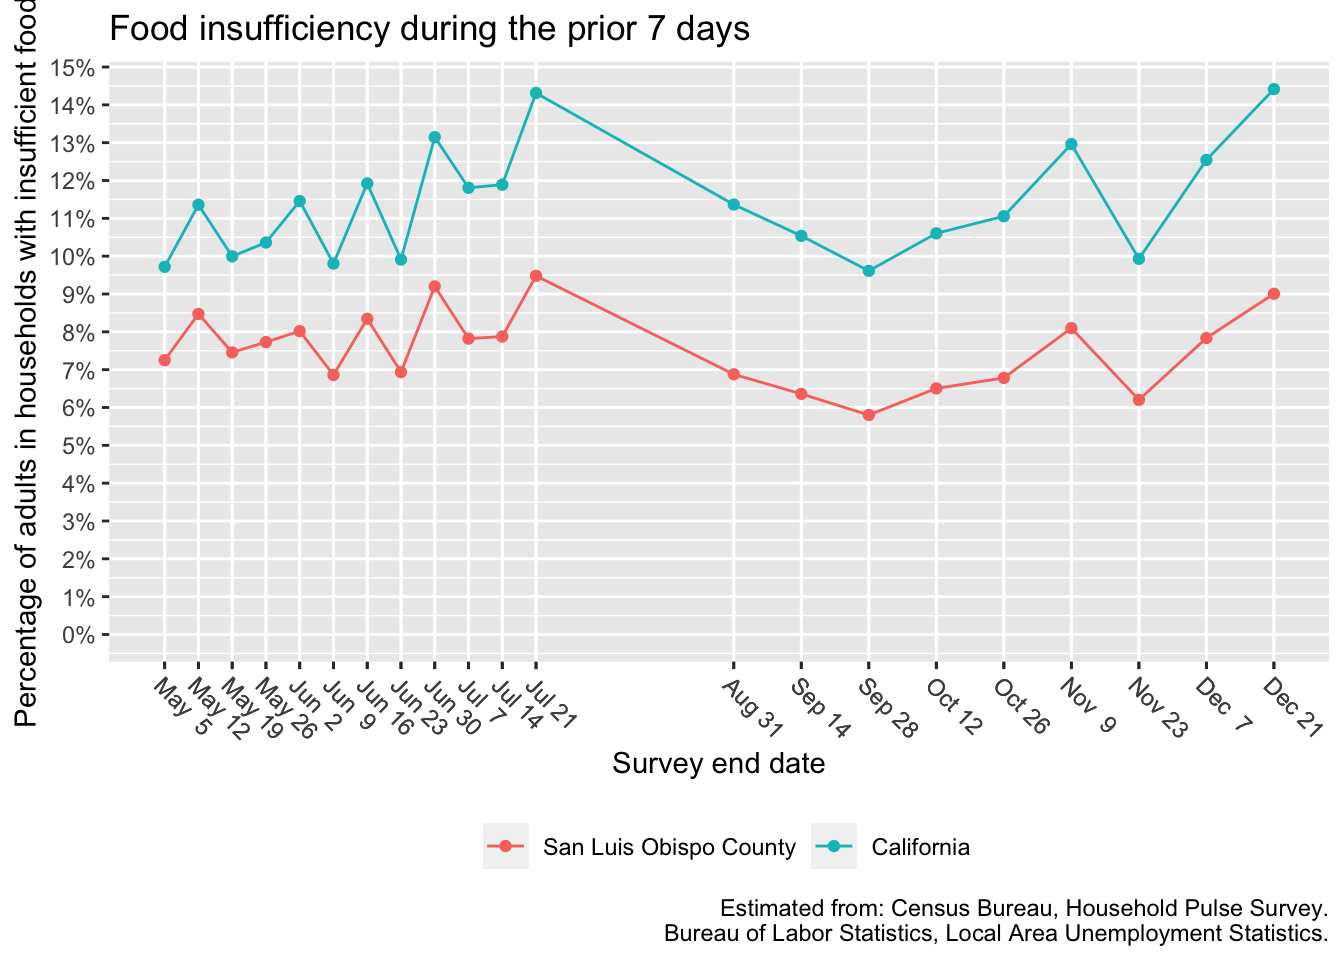 Food insufficiency during the prior 7 days
Percentage of adults in households with insufficient food
15%
14%
13%
12%
11%
10%
9%
8%
7%
6%
5%
4%
3%
2%
1%
0%
May 5
May 12
May 19
May 26
Jun 2
Jun 9
Jun 16
Jun 23
Jun 30
Jul 7
Jul 14
Jul 21
Aug 31
Sep 14
Sep 28
Oct 12
Oct 26
Nov 9
Nov 23
Dec 7
Dec 21
Survey end date
San Luis Obispo County
California
Estimated from: Census Bureau, Household Pulse Survey.
Bureau of Labor Statistics, Local Area Unemployment Statistics.